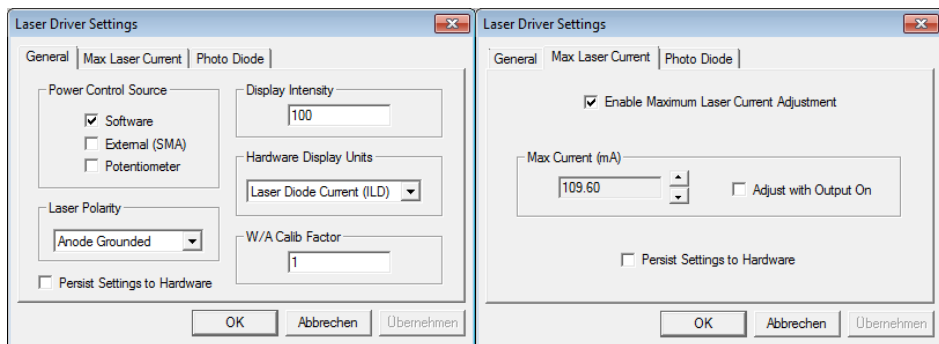 Laser Driver Settings
General Max Laser Current Photo Diode
Power Control Source
Software
External (SMA)
Potentiometer
Laser Polarity
Anode Grounded
Persist Settings to Hardware
Display Intensity
100
Hardware Display Units
Laser Diode Current (ILD)
W/A Calib Factor
1
OK Abbrechen Übernehmen
Laser Driver Settings
General Max Laser Current Photo Diode
Enable Maximum Laser Current Adjustment
Max Current (mA)
109.60
Adjust with Output On
Persist Settings to Hardware
OK Abbrechen Übernehmen